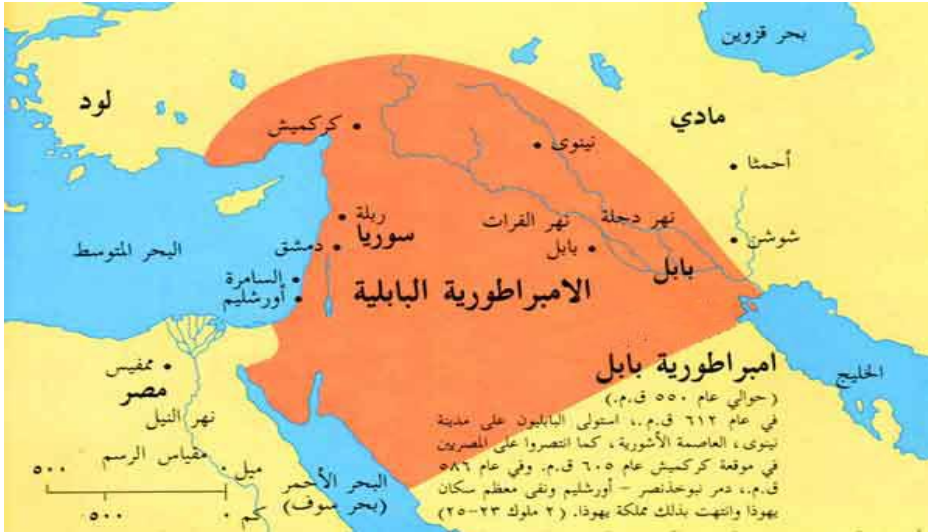 بحر قزوين
لود
مادي
كركميش
نينوى
أحمثا
ربلة
سوريا
نهر الفرات
نهر دجلة
دمشق
بابل
شوشن
البحر المتوسط
بابل
السامرة
الامبراطورية البابلية
أورشليم
ممفيس
مصر
الخليج
نهر النيل
مقياس الرسم
ميل
٥٠٠
٠
كم
٥٠٠
البحر الأحمر
(بحر سوف)
امبراطورية بابل
(حوالي عام ٥٥٠ ق.م.)
في عام ٦١٢ ق.م.، استولى البابليون على مدينة
نينوى، العاصمة الأشورية، كما انتصروا على المصريين
في موقعة كركميش عام ٦٠٥ ق.م. وفي عام ٥٨٦
ق.م.، دمر نبوخذنصر – أورشليم ونفى معظم سكان
يهوذا وانتهت بذلك مملكة يهوذا. (٢ ملوك ٢٣–٢٥)